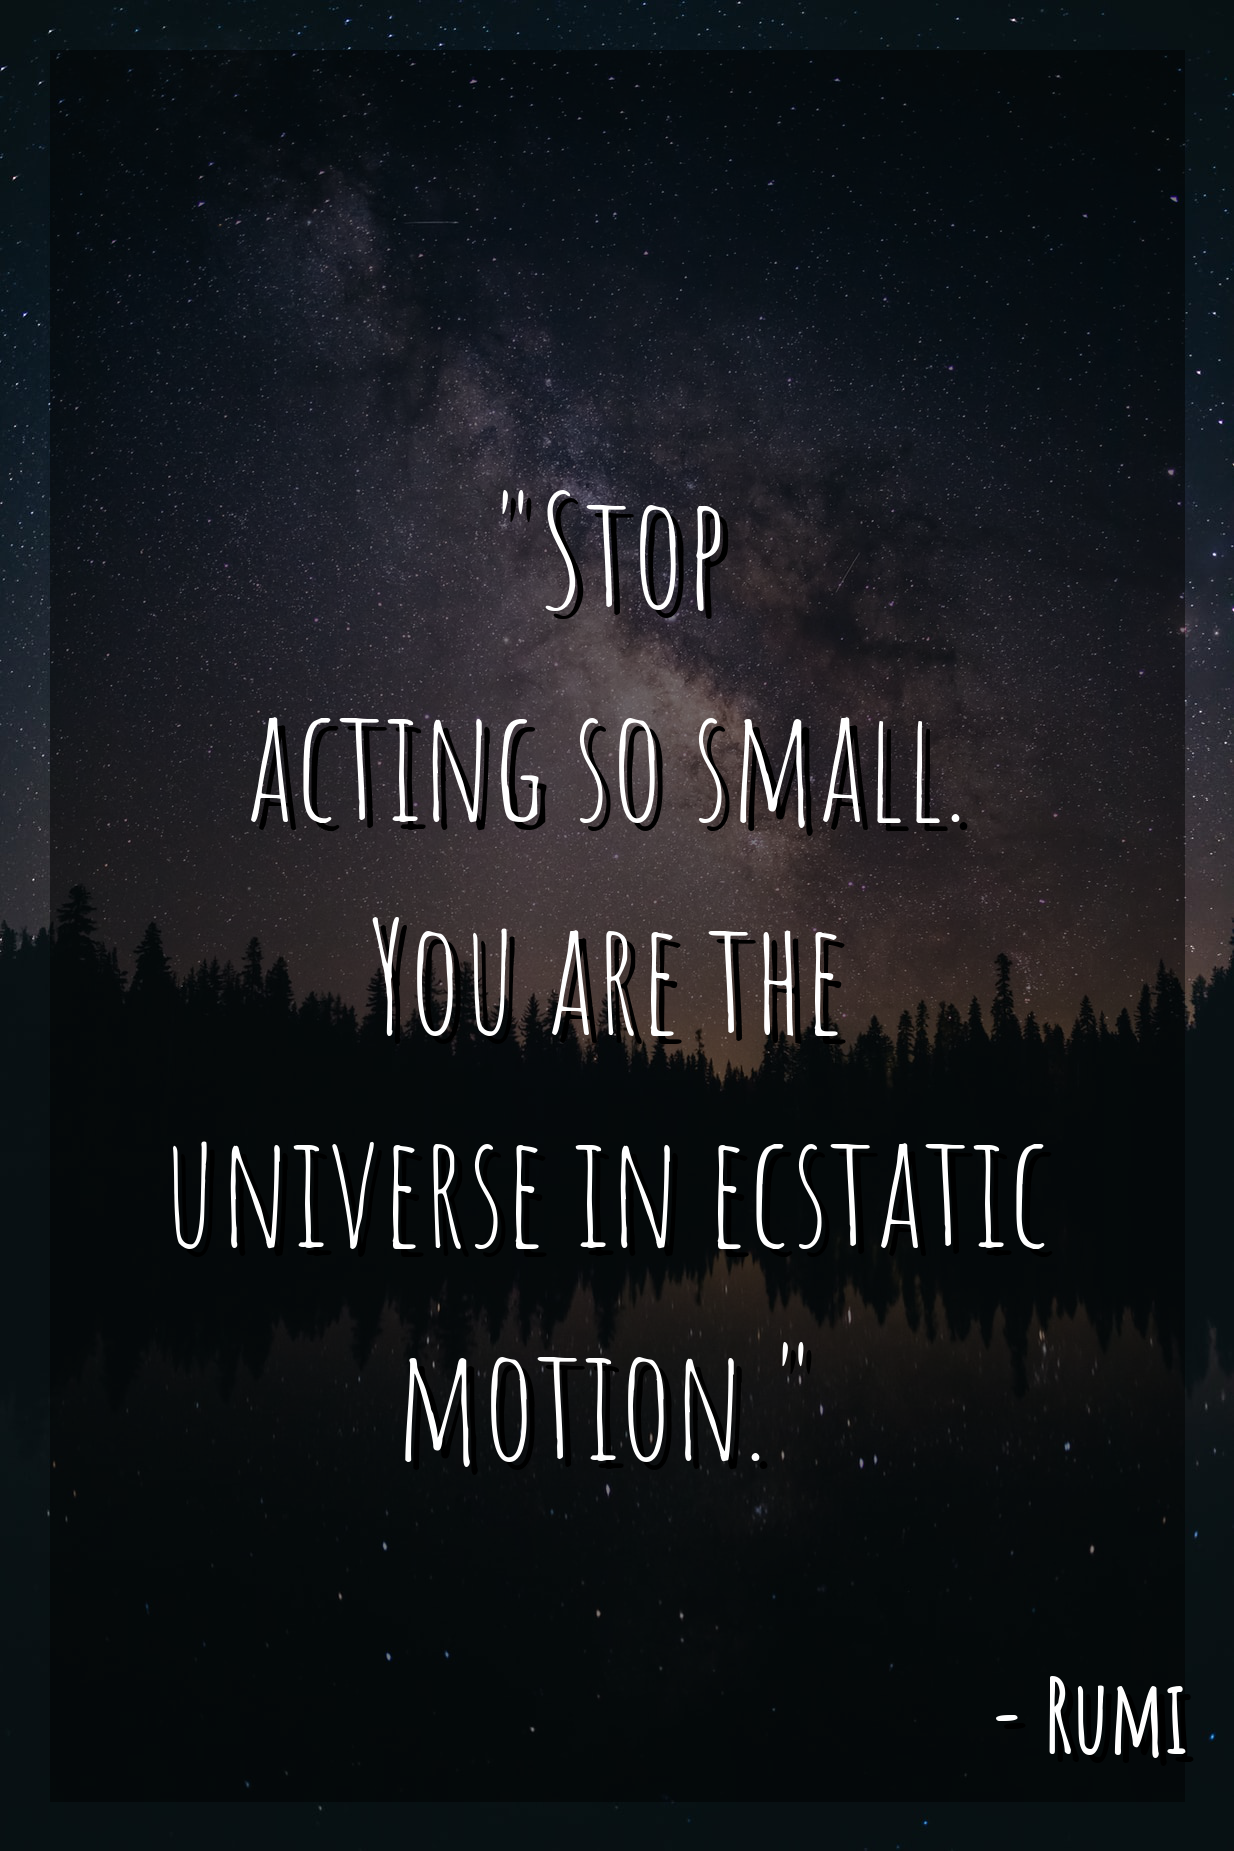 "Stop
acting so small.
You are the
universe in ecstatic
motion."
- Rumi